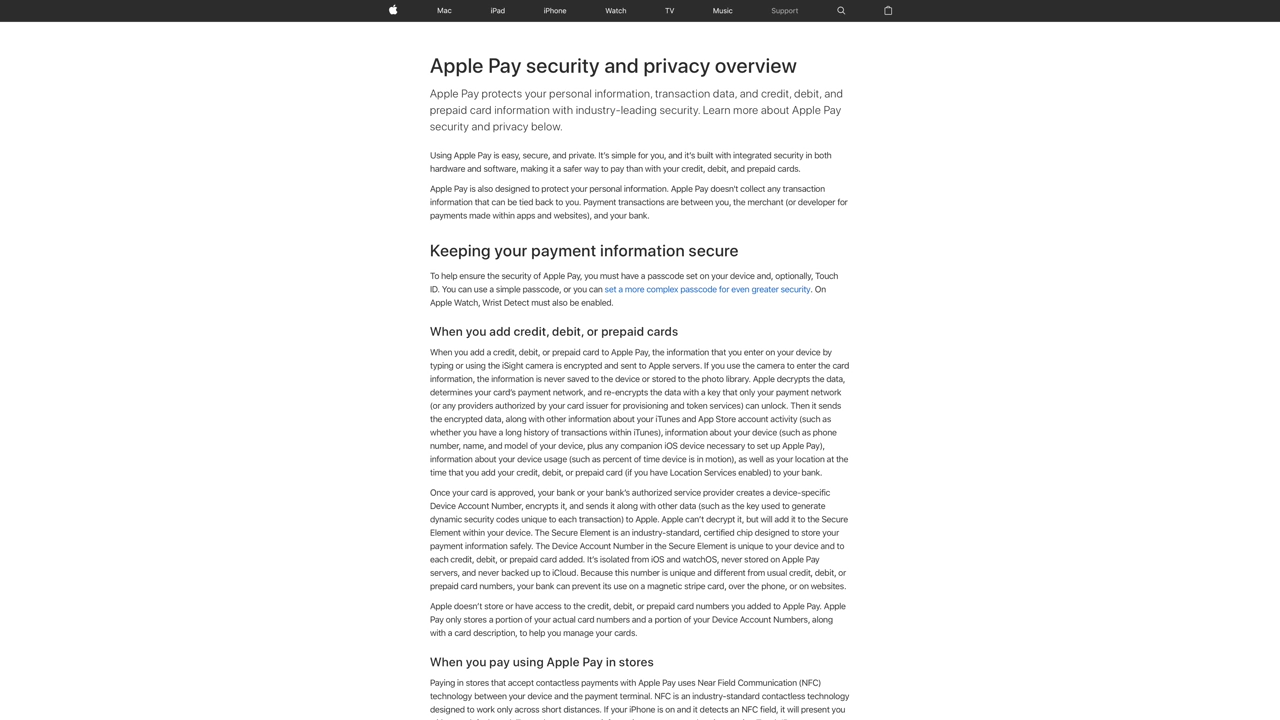 Mac iPad iPhone Watch TV Music Support
Apple Pay security and privacy overview
Apple Pay protects your personal information, transaction data, and credit, debit, and
prepaid card information with industry-leading security. Learn more about Apple Pay
security and privacy below.
Using Apple Pay is easy, secure, and private. It's simple for you, and it's built with integrated security in both
hardware and software, making it a safer way to pay than with your credit, debit, and prepaid cards.
Apple Pay is also designed to protect your personal information. Apple Pay doesn't collect any transaction
information that can be tied back to you. Payment transactions are between you, the merchant (or developer for
payments made within apps and websites), and your bank.
Keeping your payment information secure
To help ensure the security of Apple Pay, you must have a passcode set on your device and, optionally, Touch
ID. You can use a simple passcode, or you can set a more complex passcode for even greater security. On
Apple Watch, Wrist Detect must also be enabled.
When you add credit, debit, or prepaid cards
When you add a credit, debit, or prepaid card to Apple Pay, the information that you enter on your device by
typing or using the iSight camera is encrypted and sent to Apple servers. If you use the camera to enter the card
information, the information is never saved to the device or stored to the photo library. Apple decrypts the data,
determines your card's payment network, and re-encrypts the data with a key that only your payment network
(or any providers authorized by your card issuer for provisioning and token services) can unlock. Then it sends
the encrypted data, along with other information about your iTunes and App Store account activity (such as
whether you have a long history of transactions within iTunes), information about your device (such as phone
number, name, and model of your device, plus any companion iOS device necessary to set up Apple Pay),
information about your device usage (such as percent of time device is in motion), as well as your location at the
time that you add your credit, debit, or prepaid card (if you have Location Services enabled) to your bank.
Once your card is approved, your bank or your bank's authorized service provider creates a device-specific
Device Account Number, encrypts it, and sends it along with other data (such as the key used to generate
dynamic security codes unique to each transaction) to Apple. Apple can't decrypt it, but will add it to the Secure
Element within your device. The Secure Element is an industry-standard, certified chip designed to store your
payment information safely. The Device Account Number in the Secure Element is unique to your device and to
each credit, debit, or prepaid card added. It's isolated from iOS and watchOS, never stored on Apple Pay
servers, and never backed up to iCloud. Because this number is unique and different from usual credit, debit, or
prepaid card numbers, your bank can prevent its use on a magnetic stripe card, over the phone, or on websites.
Apple doesn't store or have access to the credit, debit, or prepaid card numbers you added to Apple Pay. Apple
Pay only stores a portion of your actual card numbers and a portion of your Device Account Numbers, along
with a card description, to help you manage your cards.
When you pay using Apple Pay in stores
Paying in stores that accept contactless payments with Apple Pay uses Near Field Communication (NFC)
technology between your device and the payment terminal. NFC is an industry-standard contactless technology
designed to work only across short distances. If your iPhone is on and it detects an NFC field, it will present you